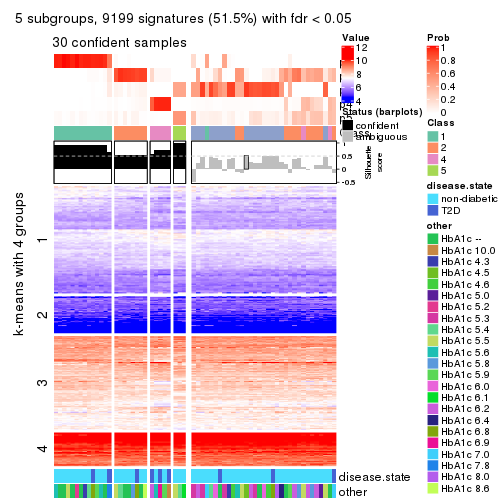 5 subgroups, 9199 signatures (51.5%) with fdr < 0.05
30 confident samples
k-means with 4 groups
1
2
3
4
Value
12
10
8
6
4
Status (barplots)
confident
ambiguous
1
0.5
0
-0.5
Silhouette
score
disease.state
other
Prob
1
0.8
0.6
0.4
0.2
0
Class
1
2
4
5
disease.state
non-diabetic
T2D
other
HbA1c --
HbA1c 10.0
HbA1c 4.3
HbA1c 4.5
HbA1c 4.6
HbA1c 5.0
HbA1c 5.2
HbA1c 5.3
HbA1c 5.4
HbA1c 5.5
HbA1c 5.6
HbA1c 5.8
HbA1c 5.9
HbA1c 6.0
HbA1c 6.1
HbA1c 6.2
HbA1c 6.4
HbA1c 6.8
HbA1c 6.9
HbA1c 7.0
HbA1c 7.8
HbA1c 8.0
HbA1c 8.6